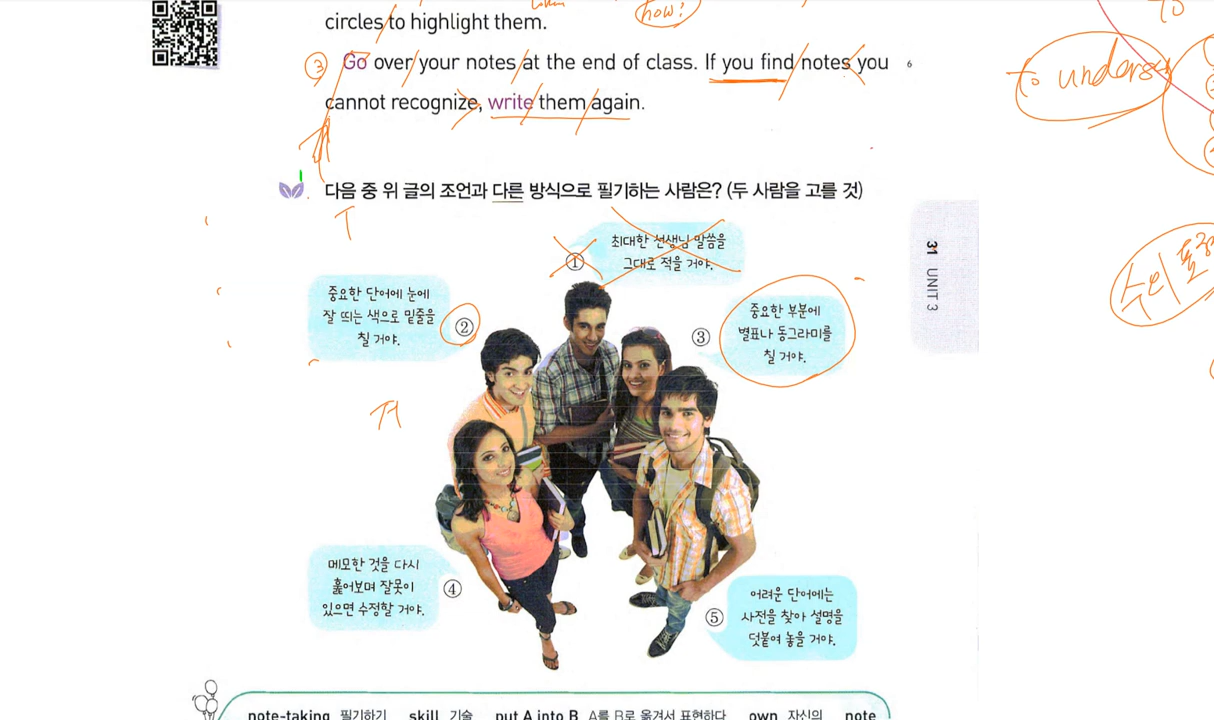 circles to highlight them.
how?
③ Go over your notes at the end of class. If you find notes you
6
cannot recognize, write them again.
다음 중 위 글의 조언과 다른 방식으로 필기하는 사람은? (두 사람을 고를 것)
최대한 선생님 말씀을
그대로 적을 거야.
①
중요한 단어에 눈에
잘 띄는 색으로 밑줄을
칠 거야.
②
중요한 부분에
별표나 동그라미를
칠 거야.
③
메모한 것을 다시
훑어보며 잘못이
있으면 수정할 거야.
④
어려운 단어에는
사전을 찾아 설명을
덧붙여 놓을 거야.
⑤
31 UNIT 3
note-taking 필기하기 skill 기술 put A into B A를 B로 옮겨서 표현하다 own 자신의 note